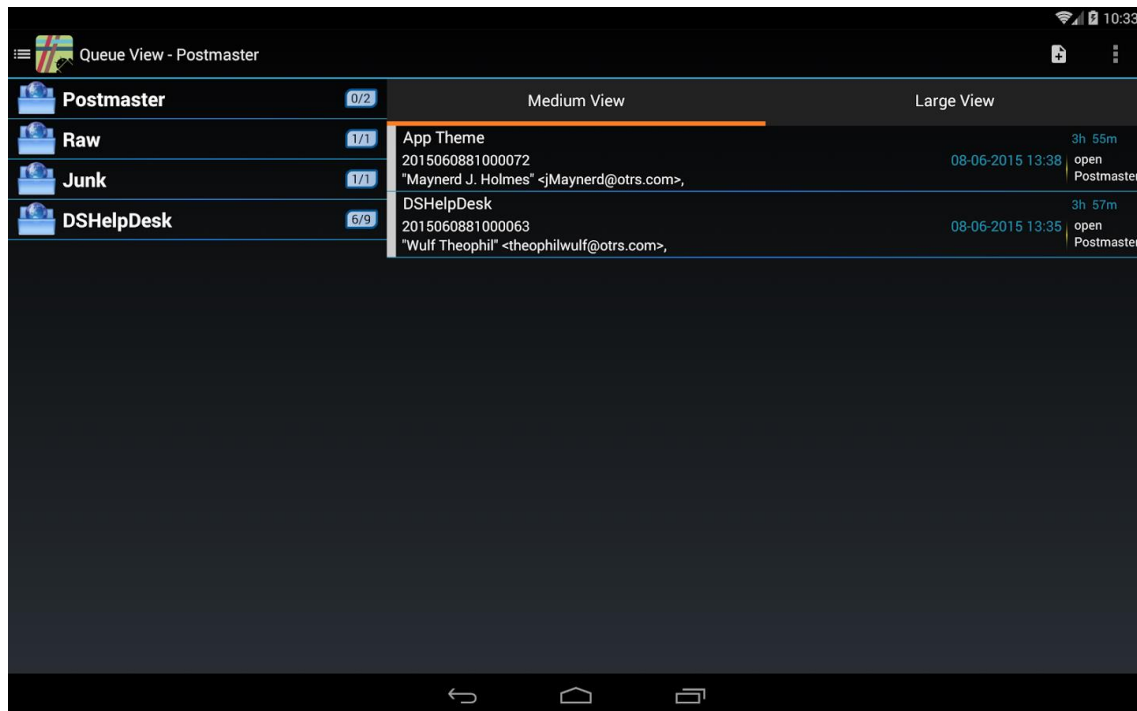 10:33
Queue View - Postmaster
Postmaster 0/2
Raw 1/1
Junk 1/1
DSHelpDesk 6/9
Medium View Large View
App Theme 3h 55m
2015060881000072 08-06-2015 13:38 open
"Maynerd J. Holmes" <jMaynerd@otrs.com>, Postmaster
DSHelpDesk 3h 57m
2015060881000063 08-06-2015 13:35 open
"Wulf Theophil" <theophilwulf@otrs.com>, Postmaster